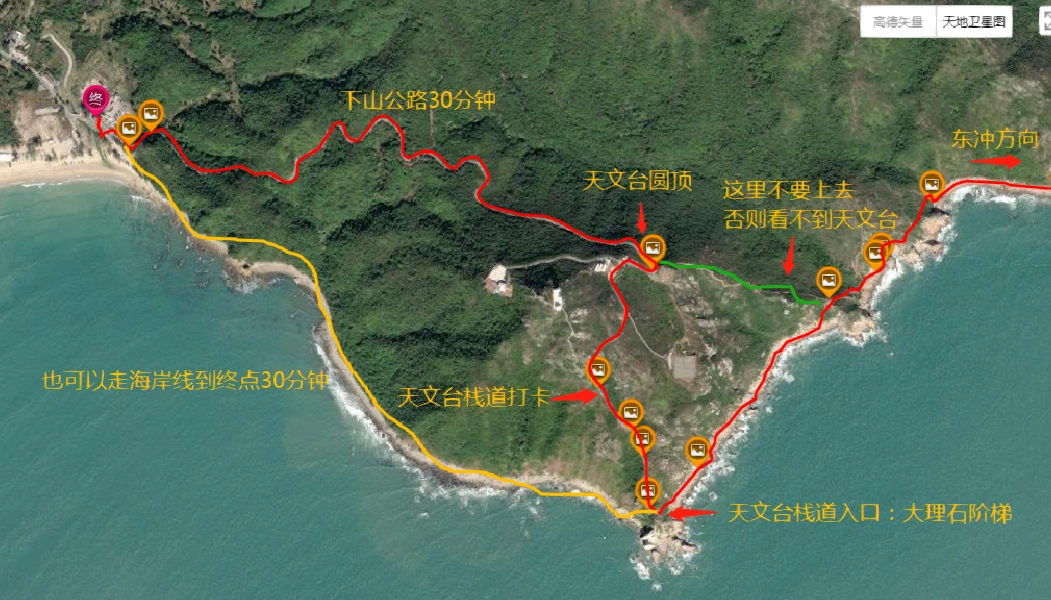 高德矢量
天地卫星图
终
下山公路30分钟
东冲方向
天文台圆顶
这里不要上去
否则看不到天文台
也可以走海岸线到终点30分钟
天文台栈道打卡
天文台栈道入口：大理石阶梯